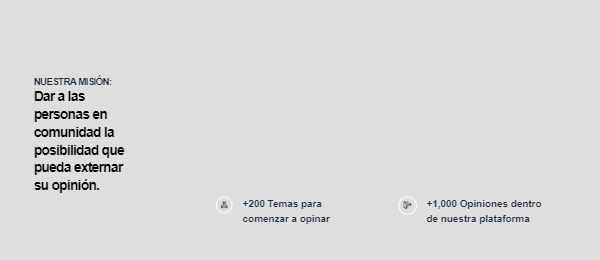 NUESTRA MISIÓN:
Dar a las
personas en
comunidad la
posibilidad que
pueda externar
su opinión.
+200 Temas para
comenzar a opinar
+1,000 Opiniones dentro
de nuestra plataforma